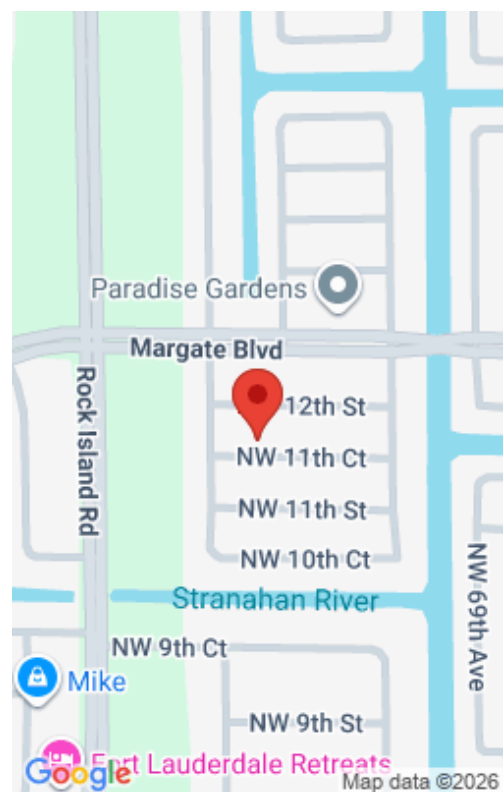 Paradise Gardens
Margate Blvd
Rock Island Rd
12th St
NW 11th Ct
NW 11th St
NW 10th Ct
Stranahan River
NW 69th Ave
NW 9th Ct
Mike
NW 9th St
Fort Lauderdale Retreats
Google
Map data ©2026